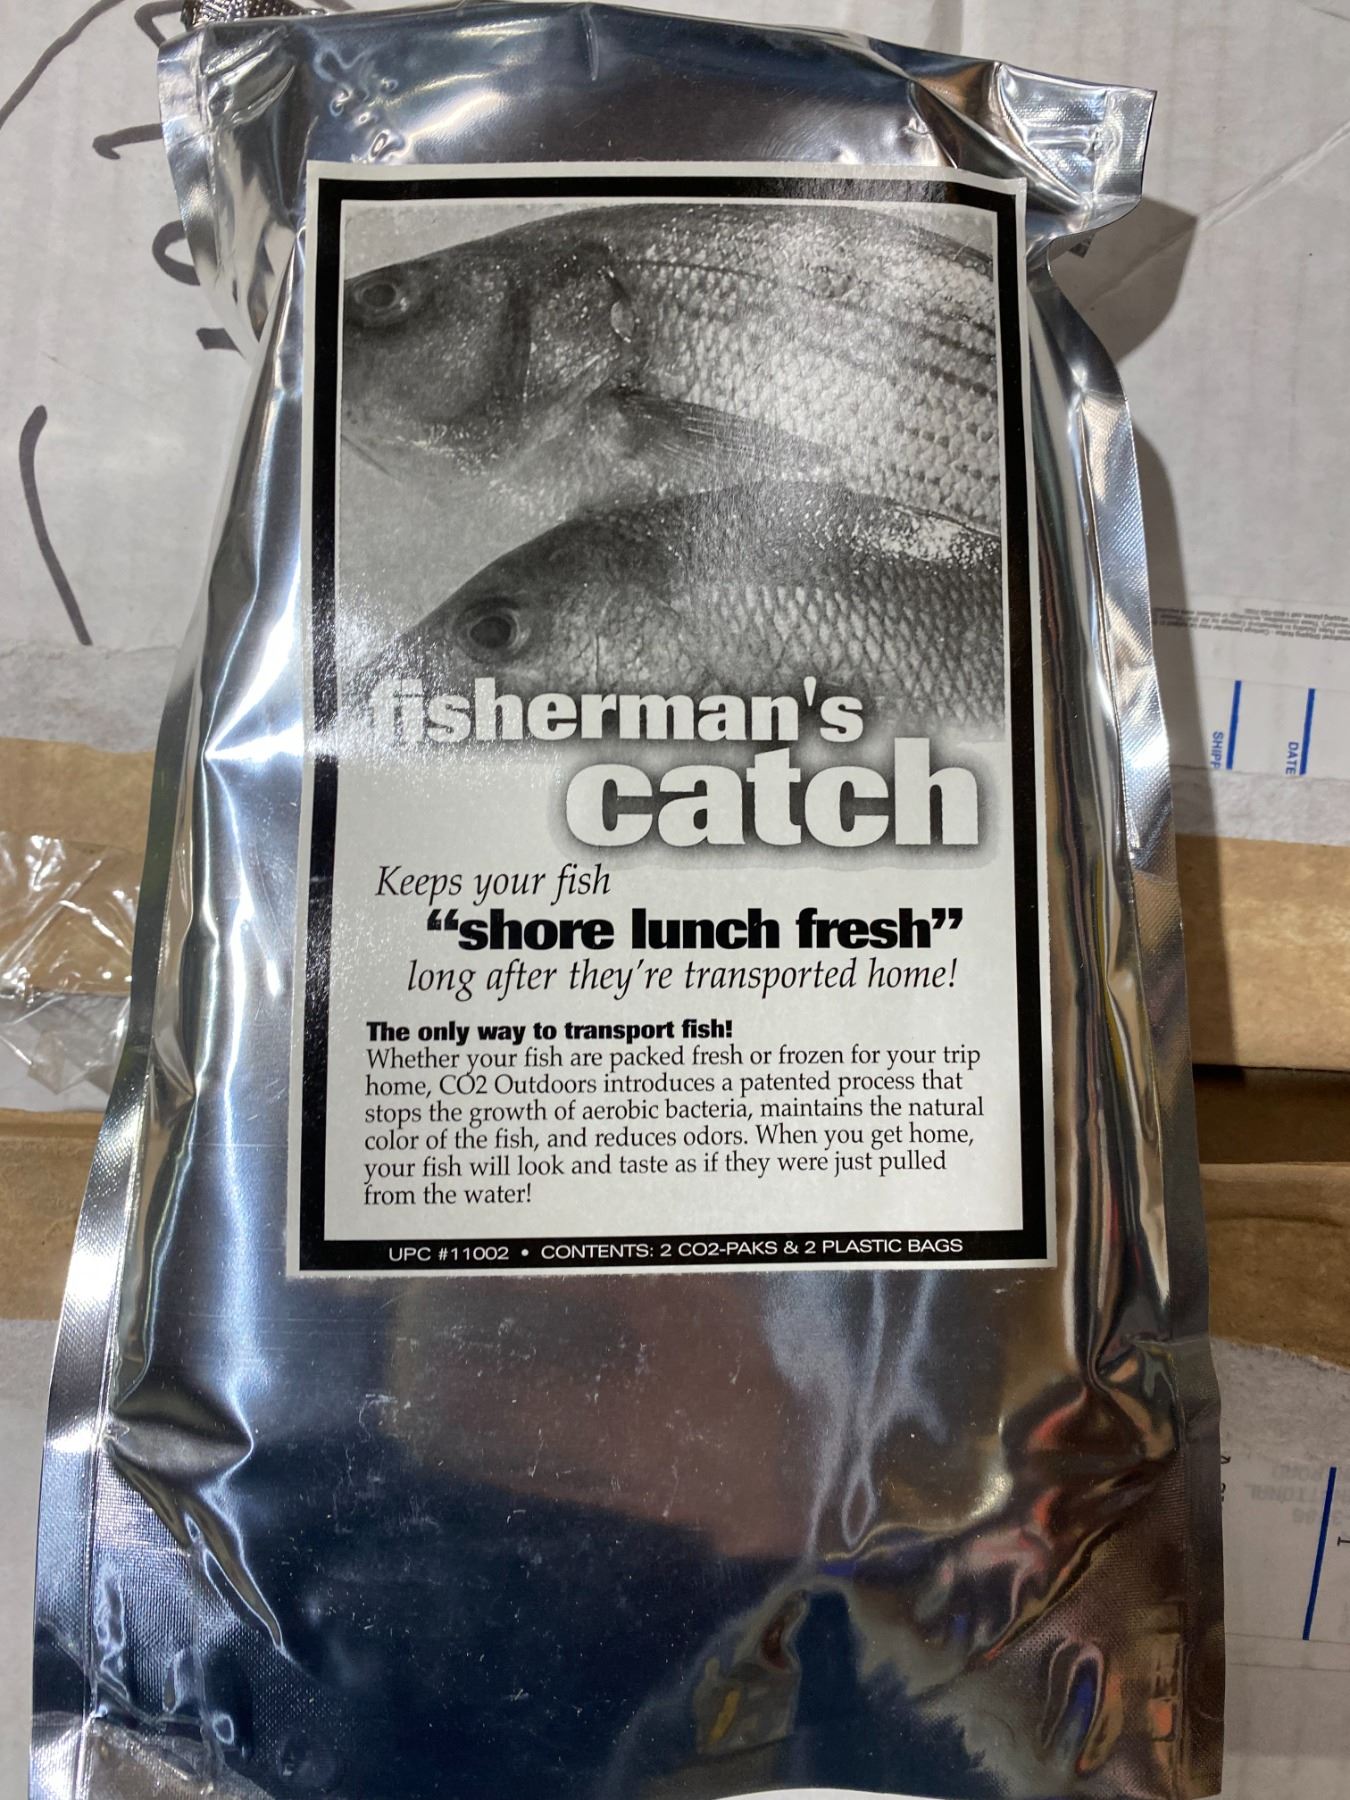 fisherman's
catch
Keeps your fish
“shore lunch fresh”
long after they’re transported home!
The only way to transport fish!
Whether your fish are packed fresh or frozen for your trip
home, CO2 Outdoors introduces a patented process that
stops the growth of aerobic bacteria, maintains the natural
color of the fish, and reduces odors. When you get home,
your fish will look and taste as if they were just pulled
from the water!
UPC #11002 • CONTENTS: 2 CO2-PAKS & 2 PLASTIC BAGS
DATE